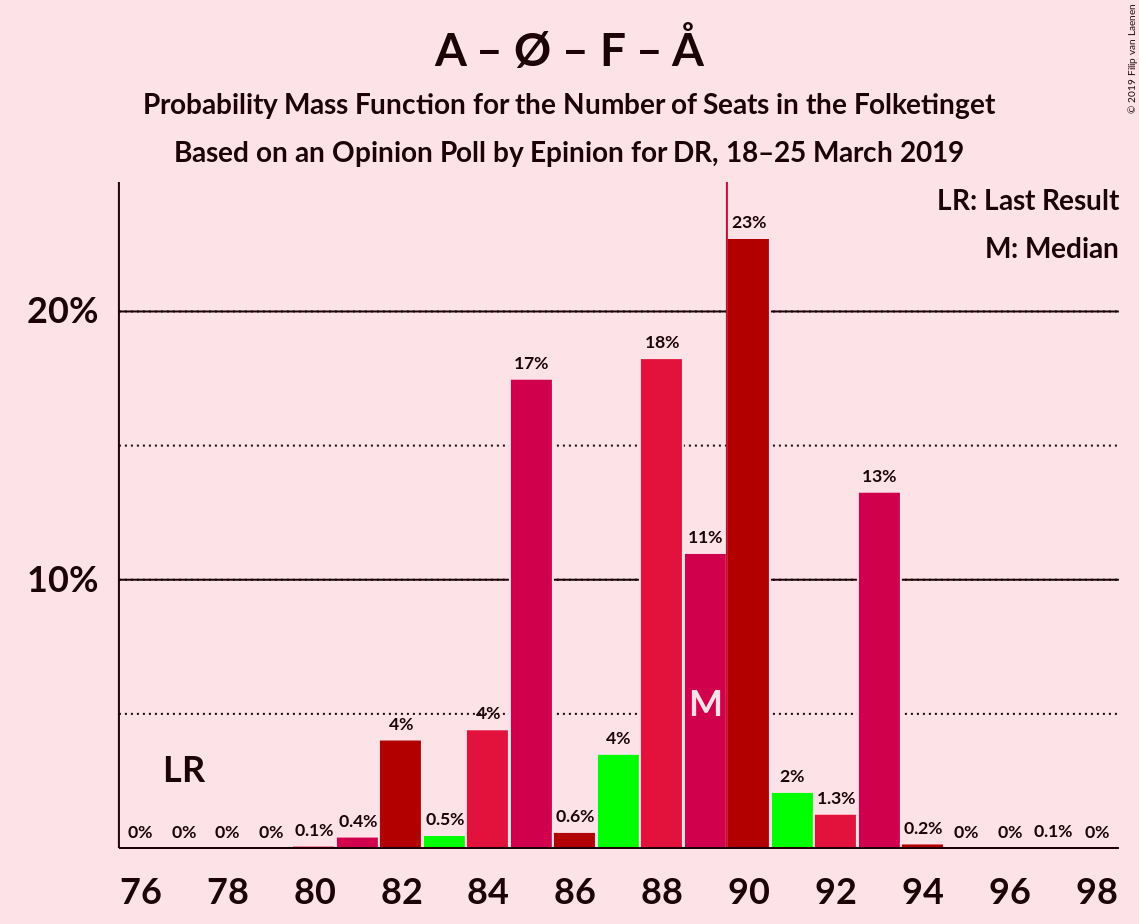 A – Ø – F – Å
Probability Mass Function for the Number of Seats in the Folketinget
Based on an Opinion Poll by Epinion for DR, 18–25 March 2019
© 2019 Filip van Laenen
LR: Last Result
M: Median
20%
10%
23%
18%
17%
13%
11%
M
4%
4%
4%
LR
2%
0% 0% 0% 0% 0.1% 0.4% 0.5% 0.6% 1.3% 0.2% 0% 0% 0.1% 0%
76 78 80 82 84 86 88 90 92 94 96 98